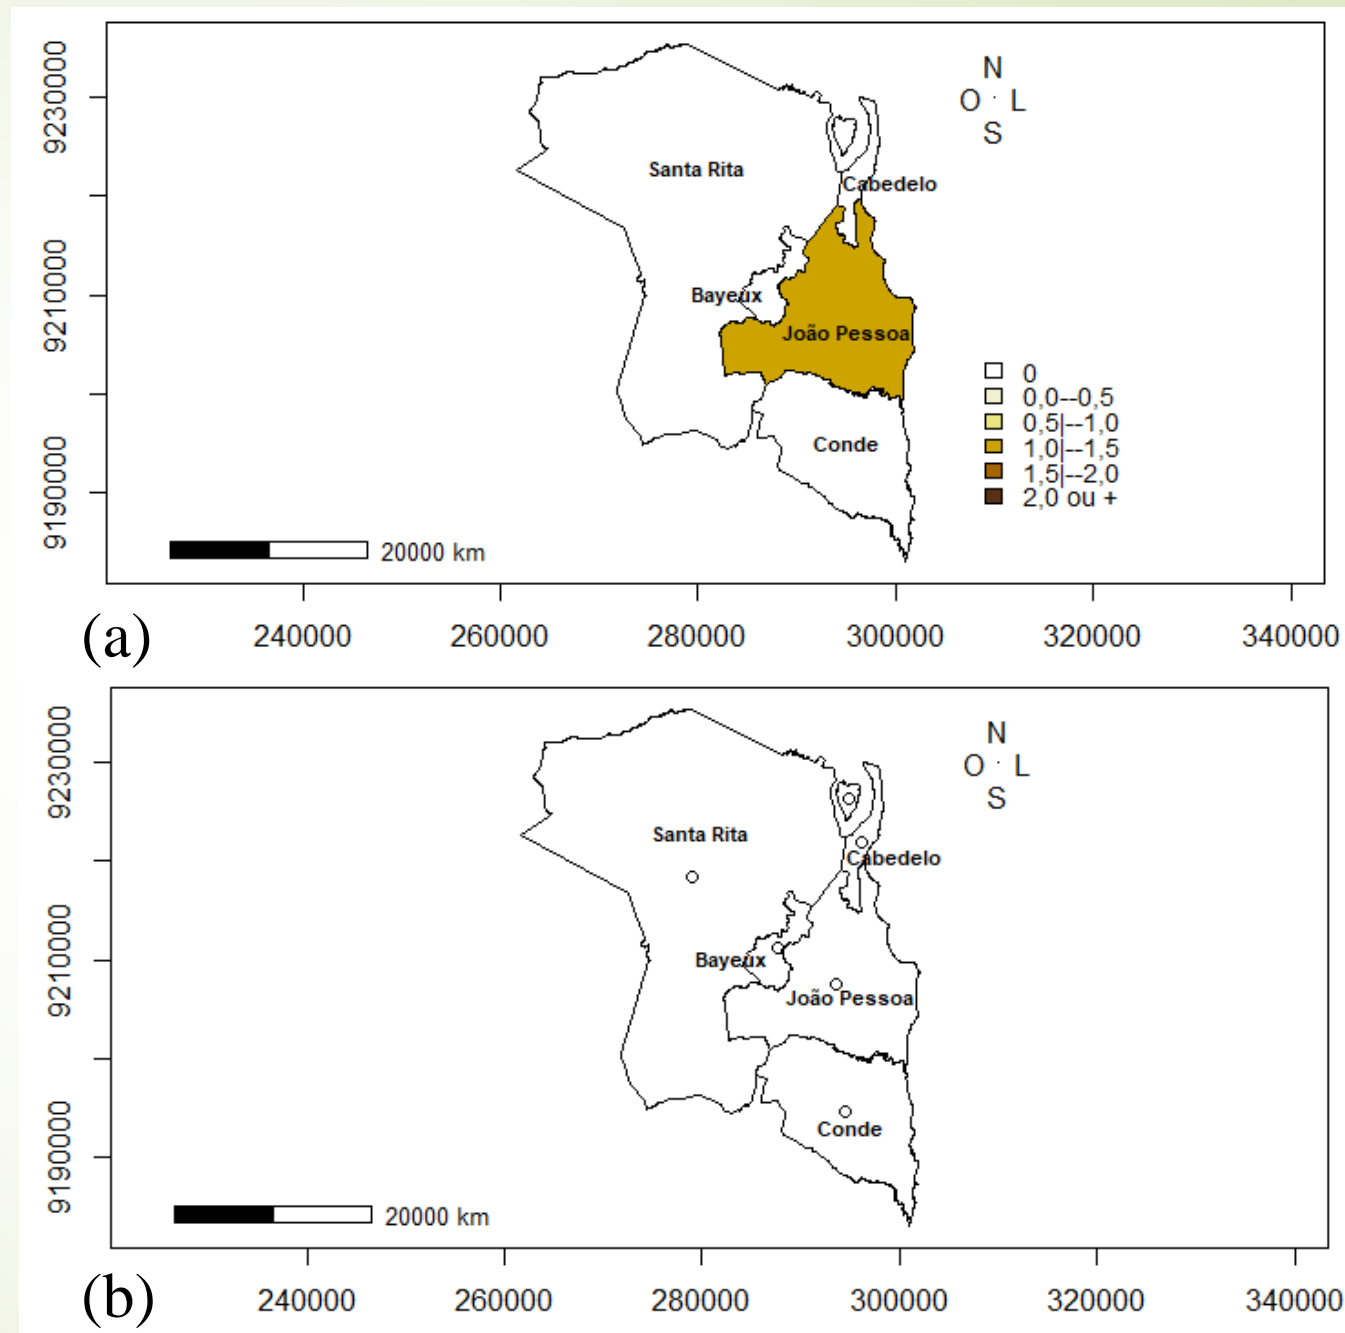 9230000
N
O · L
S
Santa Rita
Cabedelo
9210000
Bayeux
João Pessoa
0
0,0--0,5
0,5|--1,0
1,0|--1,5
1,5|--2,0
2,0 ou +
Conde
9190000
20000 km
(a)
240000 260000 280000 300000 320000 340000
9230000
N
O · L
S
Santa Rita
Cabedelo
9210000
Bayeux
João Pessoa
Conde
9190000
20000 km
(b)
240000 260000 280000 300000 320000 340000